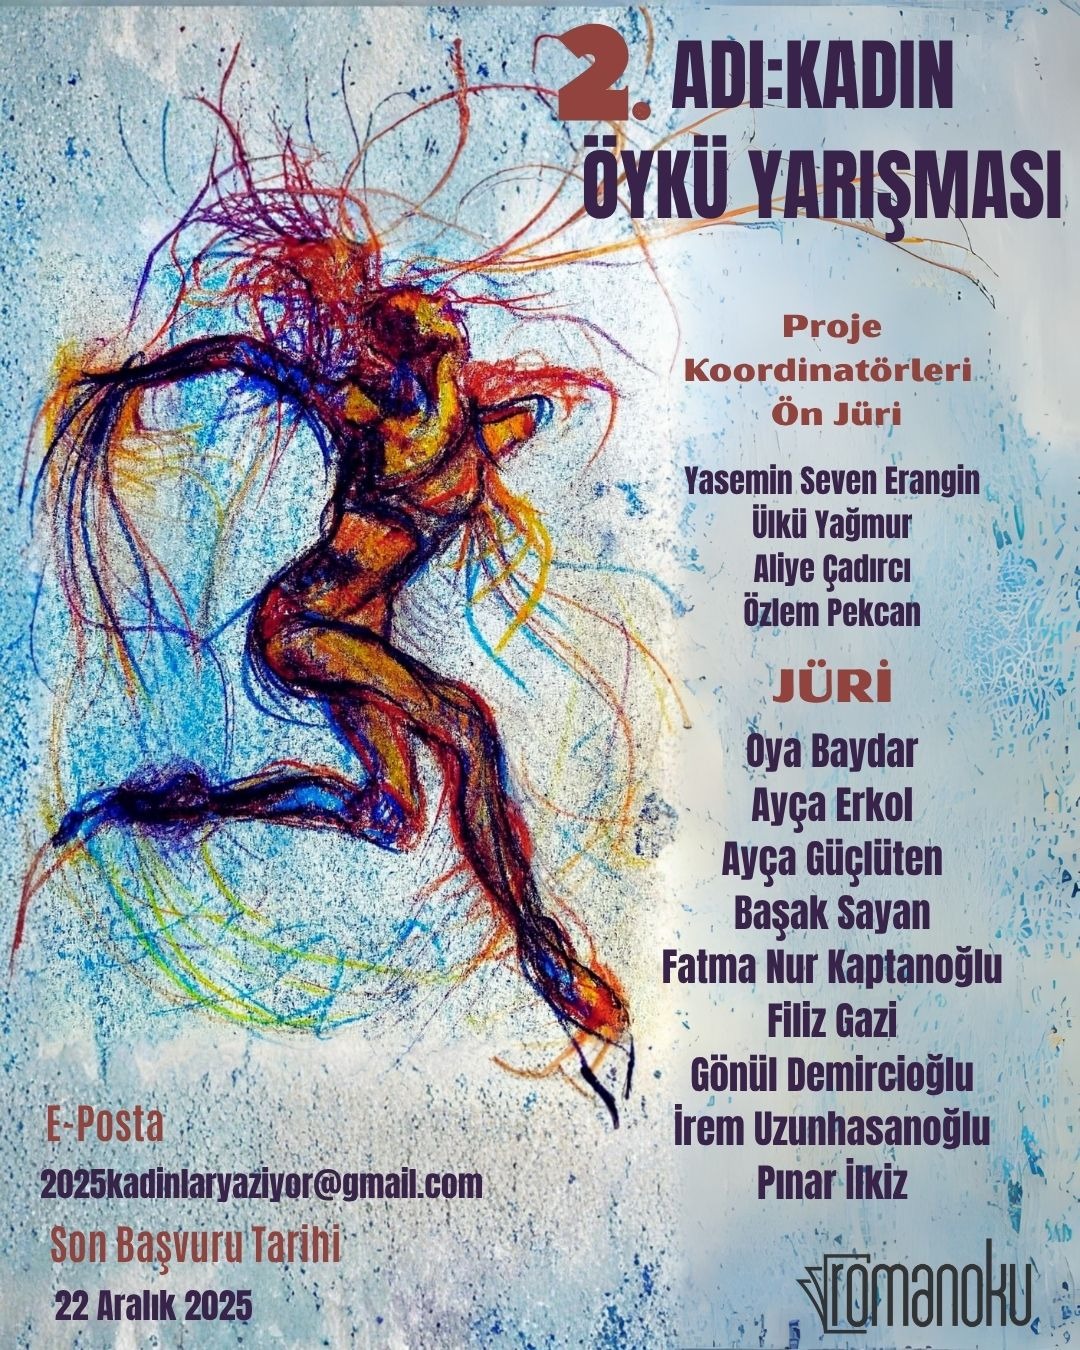 2. ADI:KADIN
ÖYKÜ YARIŞMASI
Proje
Koordinatörleri
Ön Jüri
Yasemin Seven Erangin
Ülkü Yağmur
Aliye Çadırcı
Özlem Pekcan
JÜRİ
Oya Baydar
Ayça Erkol
Ayça Güçlüten
Başak Sayan
Fatma Nur Kaptanoğlu
Filiz Gazi
Gönül Demircioğlu
İrem Uzunhasanoğlu
Pınar İlkiz
E-Posta
2025kadinlaryaziyor@gmail.com
Son Başvuru Tarihi
22 Aralık 2025
romanoku